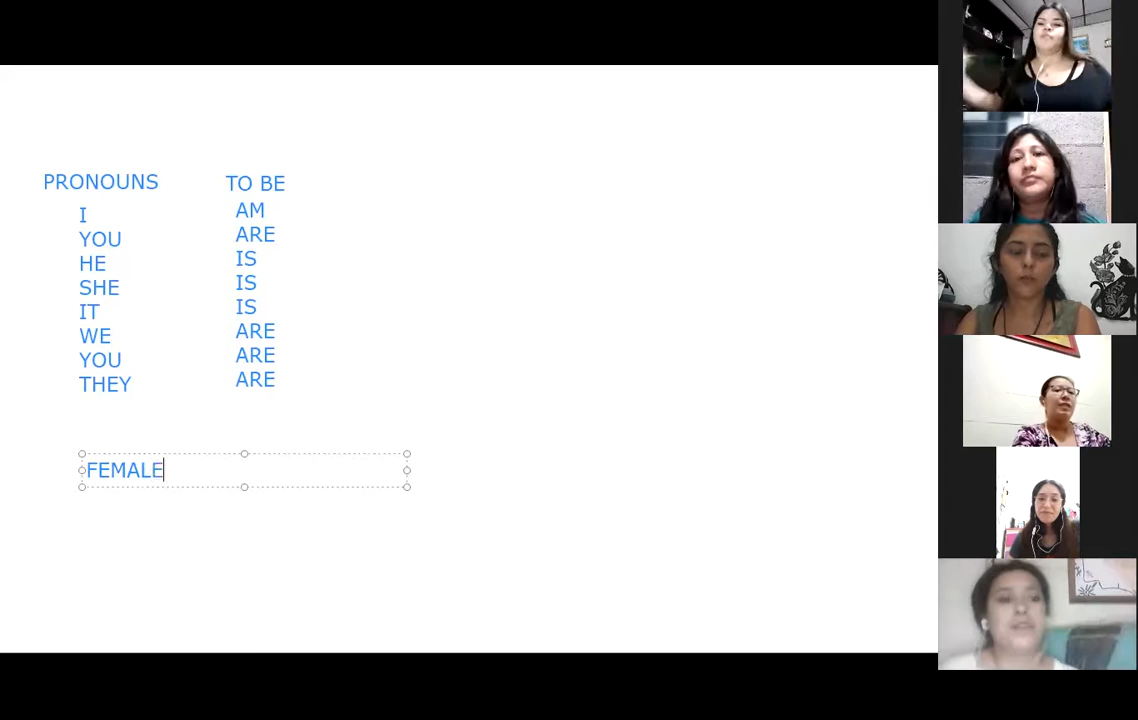 PRONOUNS TO BE
I AM
YOU ARE
HE IS
SHE IS
IT IS
WE ARE
YOU ARE
THEY ARE
FEMALE